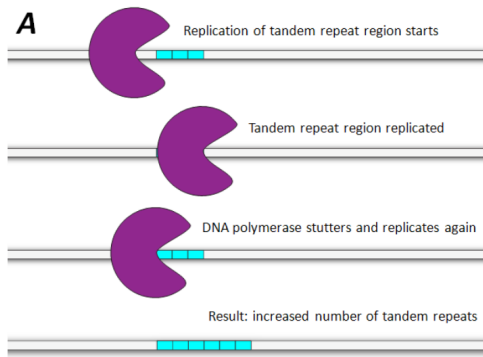 A
Replication of tandem repeat region starts
Tandem repeat region replicated
DNA polymerase stutters and replicates again
Result: increased number of tandem repeats